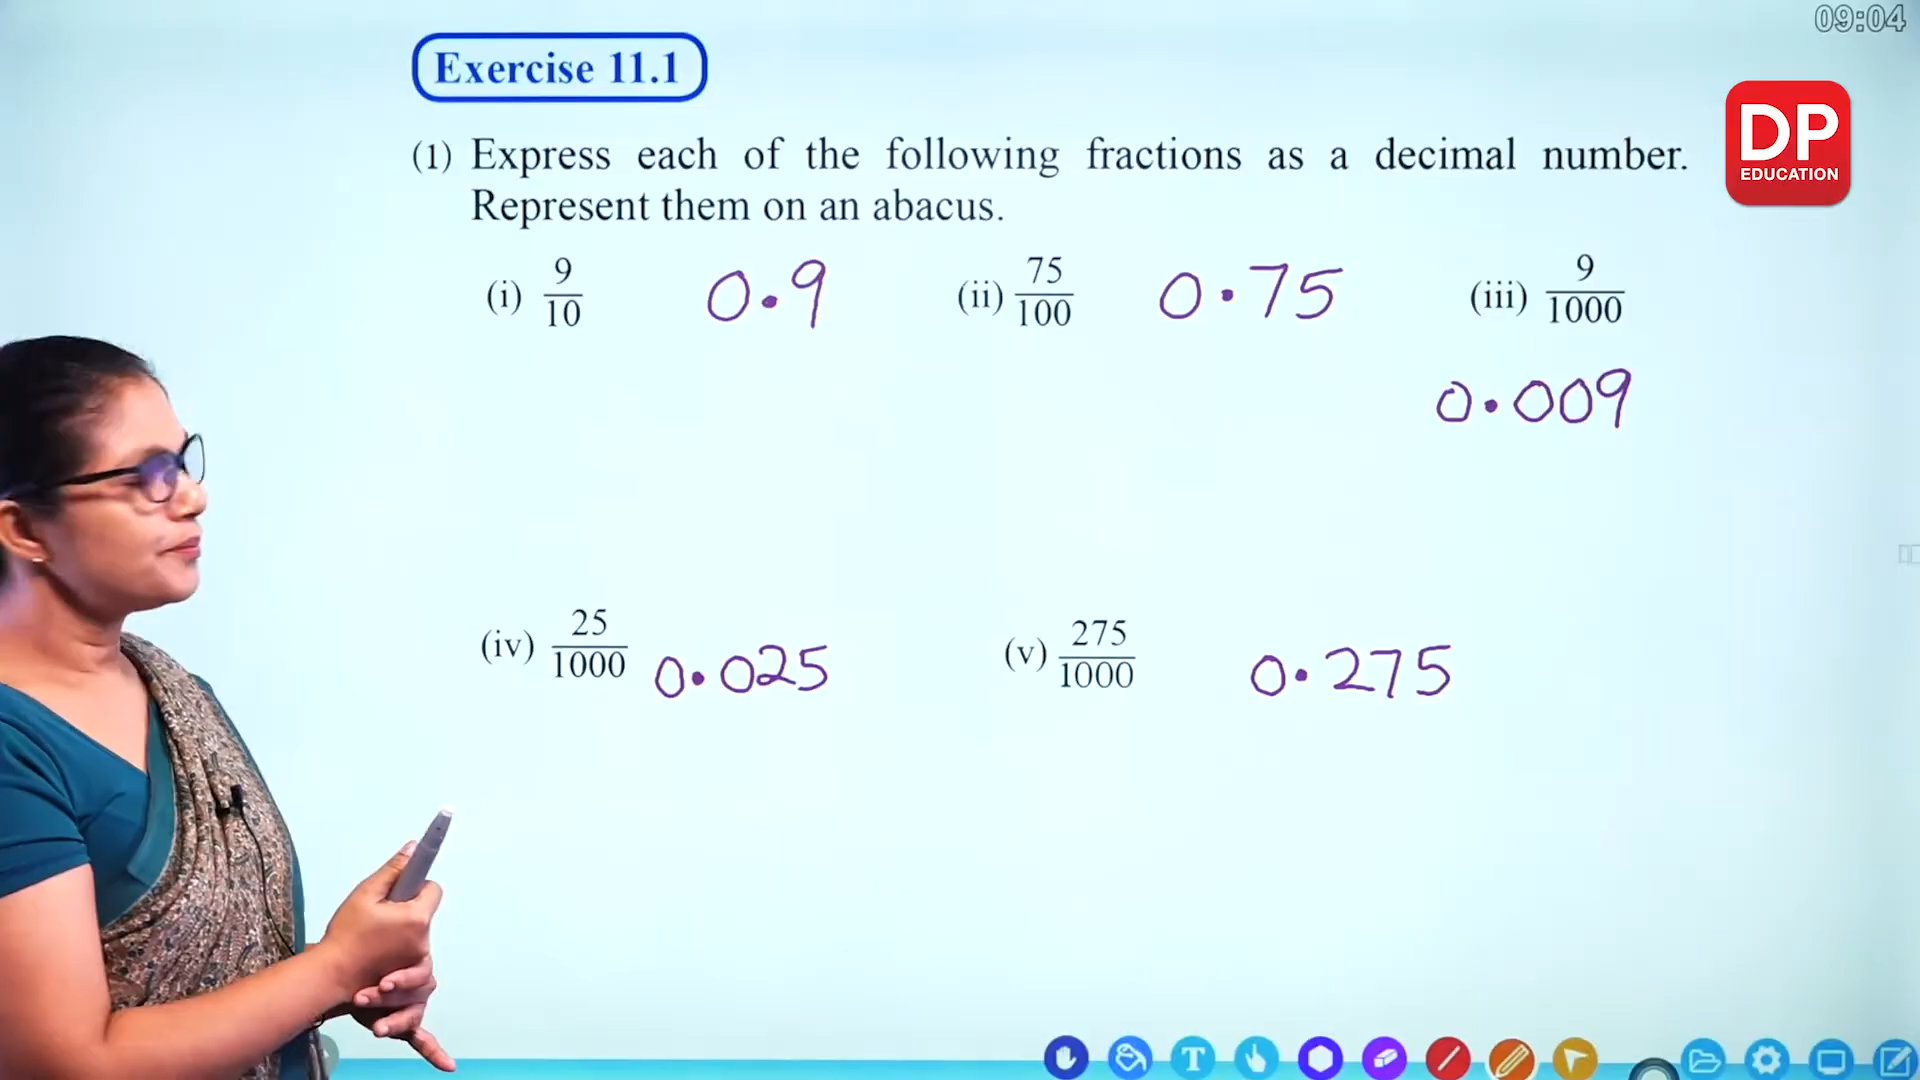 09:04
Exercise 11.1
DP
EDUCATION
(1) Express each of the following fractions as a decimal number.
Represent them on an abacus.
(i) 9/10 0.9 (ii) 75/100 0.75 (iii) 9/1000
0.009
(iv) 25/1000 0.025 (v) 275/1000 0.275
T